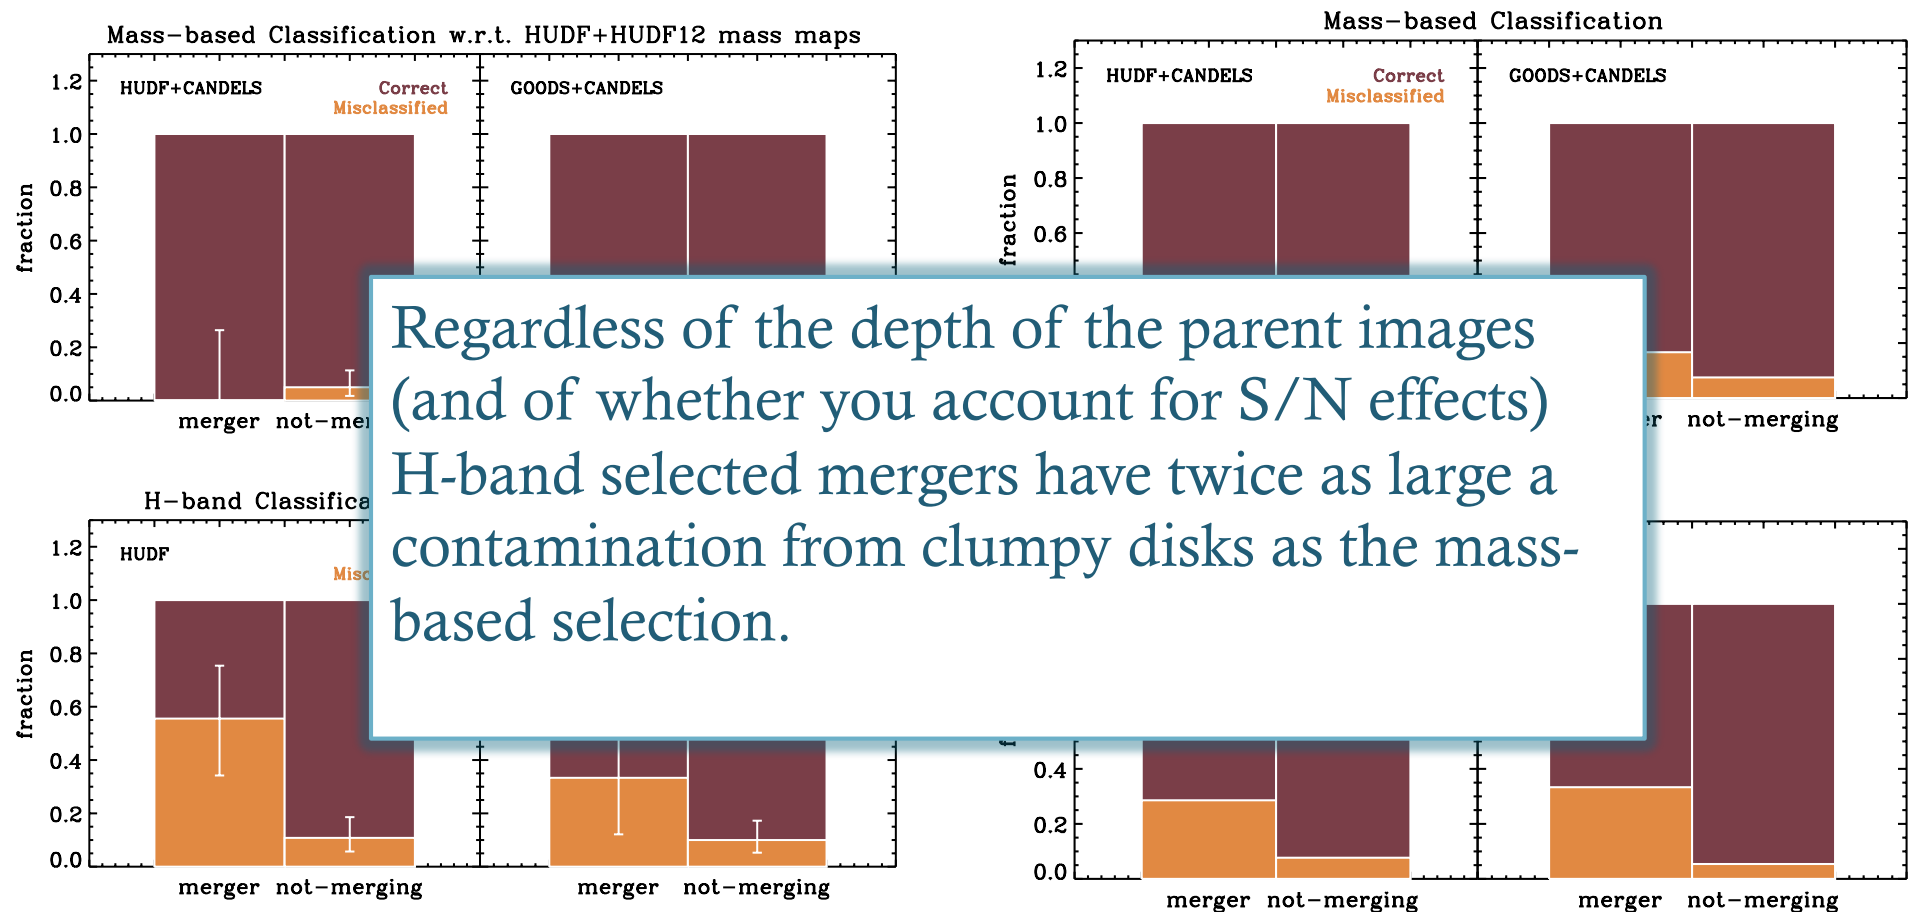 Mass-based Classification w.r.t. HUDF+HUDF12 mass maps
HUDF+CANDELS
Correct
Misclassified
GOODS+CANDELS
1.2
1.0
0.8
0.6
0.4
0.2
0.0
fraction
merger
Mass-based Classification
HUDF+CANDELS
Correct
Misclassified
GOODS+CANDELS
1.2
1.0
0.8
0.6
fraction
not-merging
Regardless of the depth of the parent images
(and of whether you account for S/N effects)
H-band selected mergers have twice as large a
contamination from clumpy disks as the mass-
based selection.
H-band
HUDF
1.2
1.0
0.8
0.6
0.4
0.2
0.0
fraction
merger not-merging
merger not-merging
0.4
0.2
0.0
merger not-merging
merger not-merging